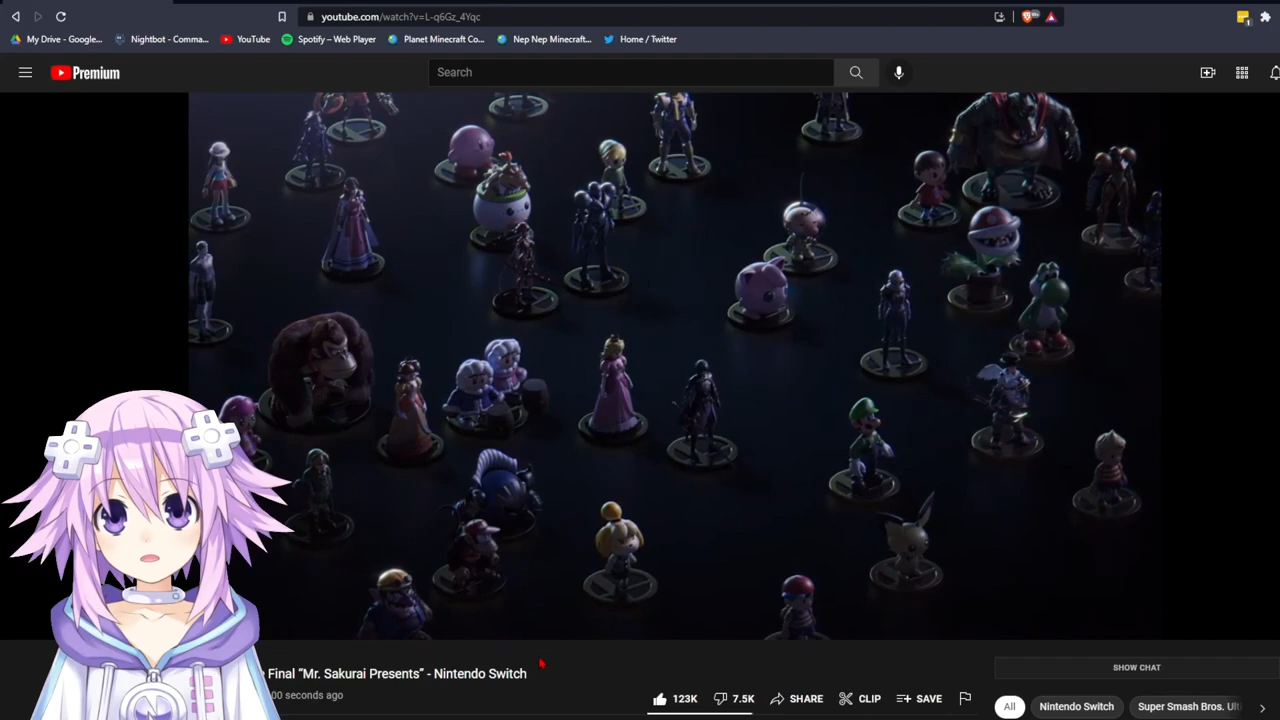 youtube.com/watch?v=L-q6Gz_4Yqc
My Drive - Google...
Nightbot - Comma...
YouTube
Spotify – Web Player
Planet Minecraft Co...
Nep Nep Minecraft...
Home / Twitter
Premium
Search
Final “Mr. Sakurai Presents” - Nintendo Switch
00 seconds ago
123K
7.5K
SHARE
CLIP
SAVE
SHOW CHAT
All
Nintendo Switch
Super Smash Bros. Ul